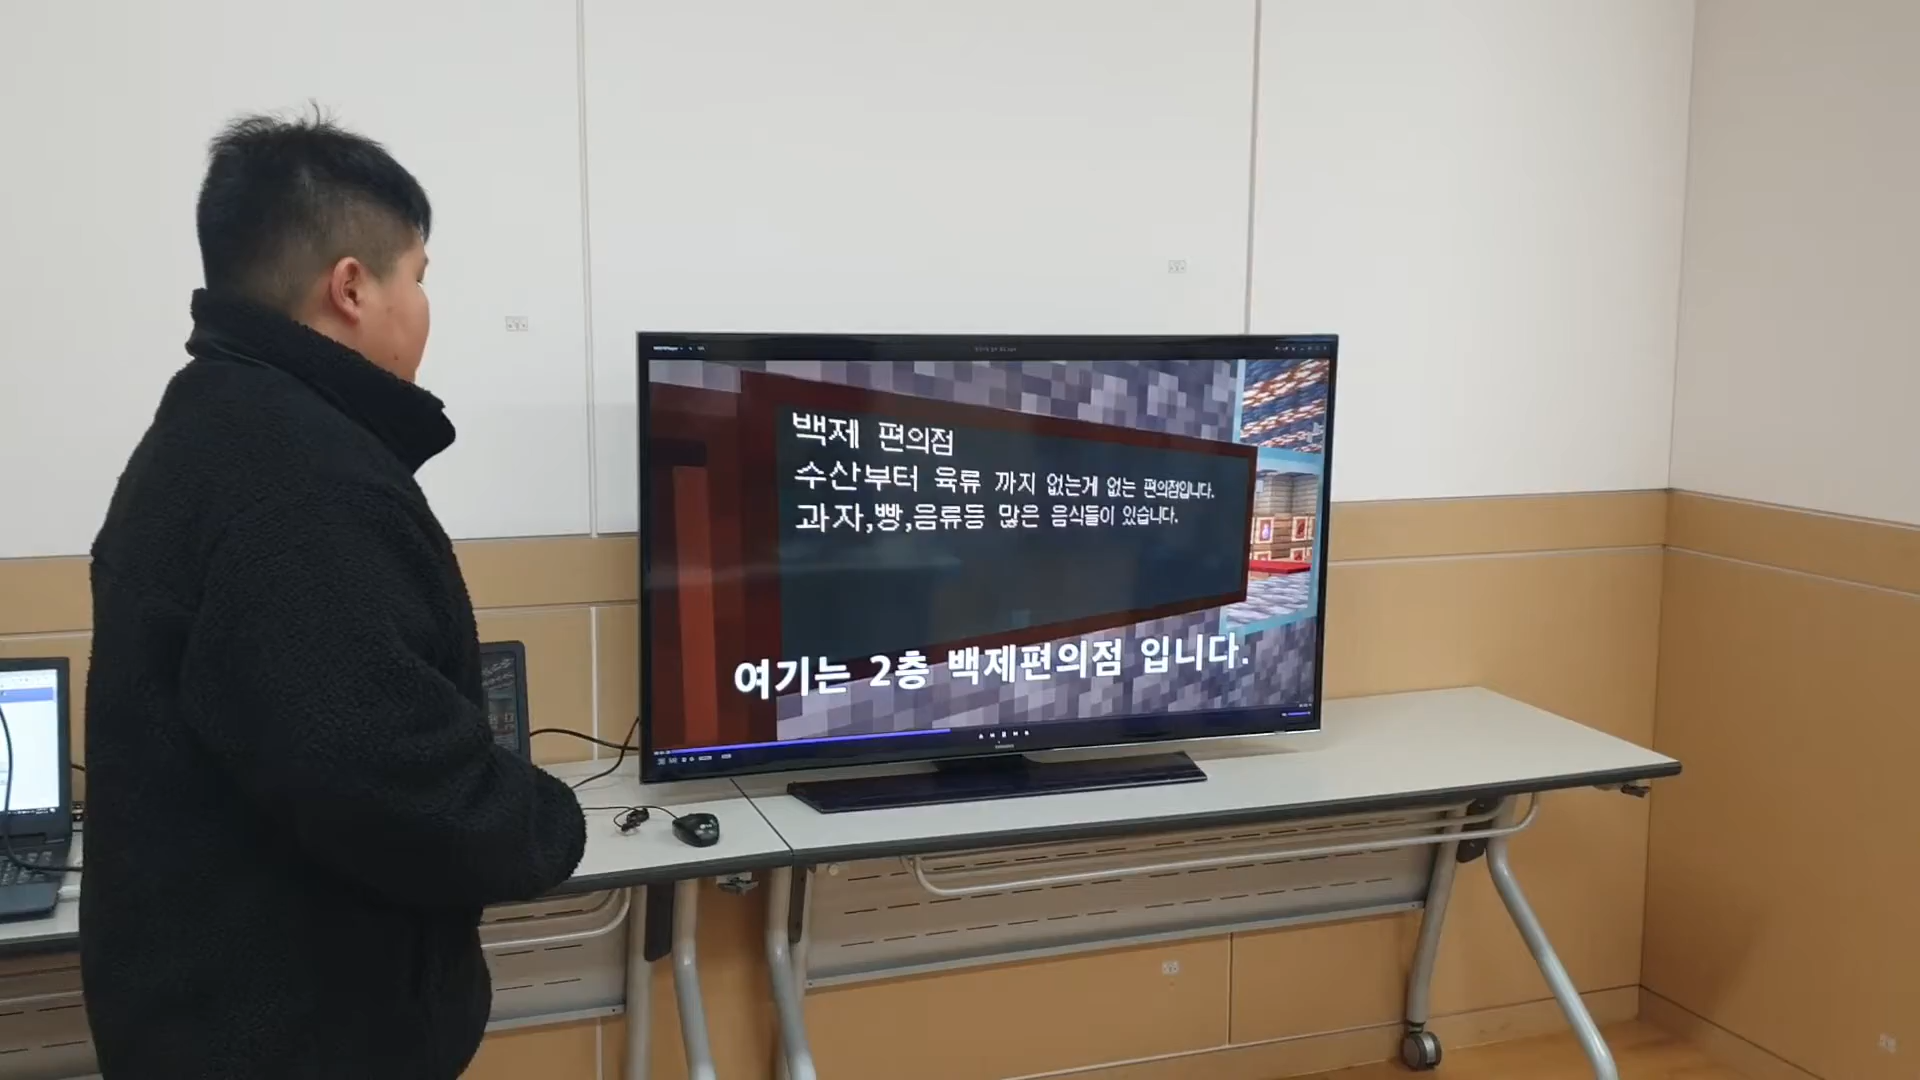 백제 편의점
수산부터 육류 까지 없는게 없는 편의점입니다.
과자,빵,음류등 많은 음식들이 있습니다.
여기는 2층 백제편의점 입니다.